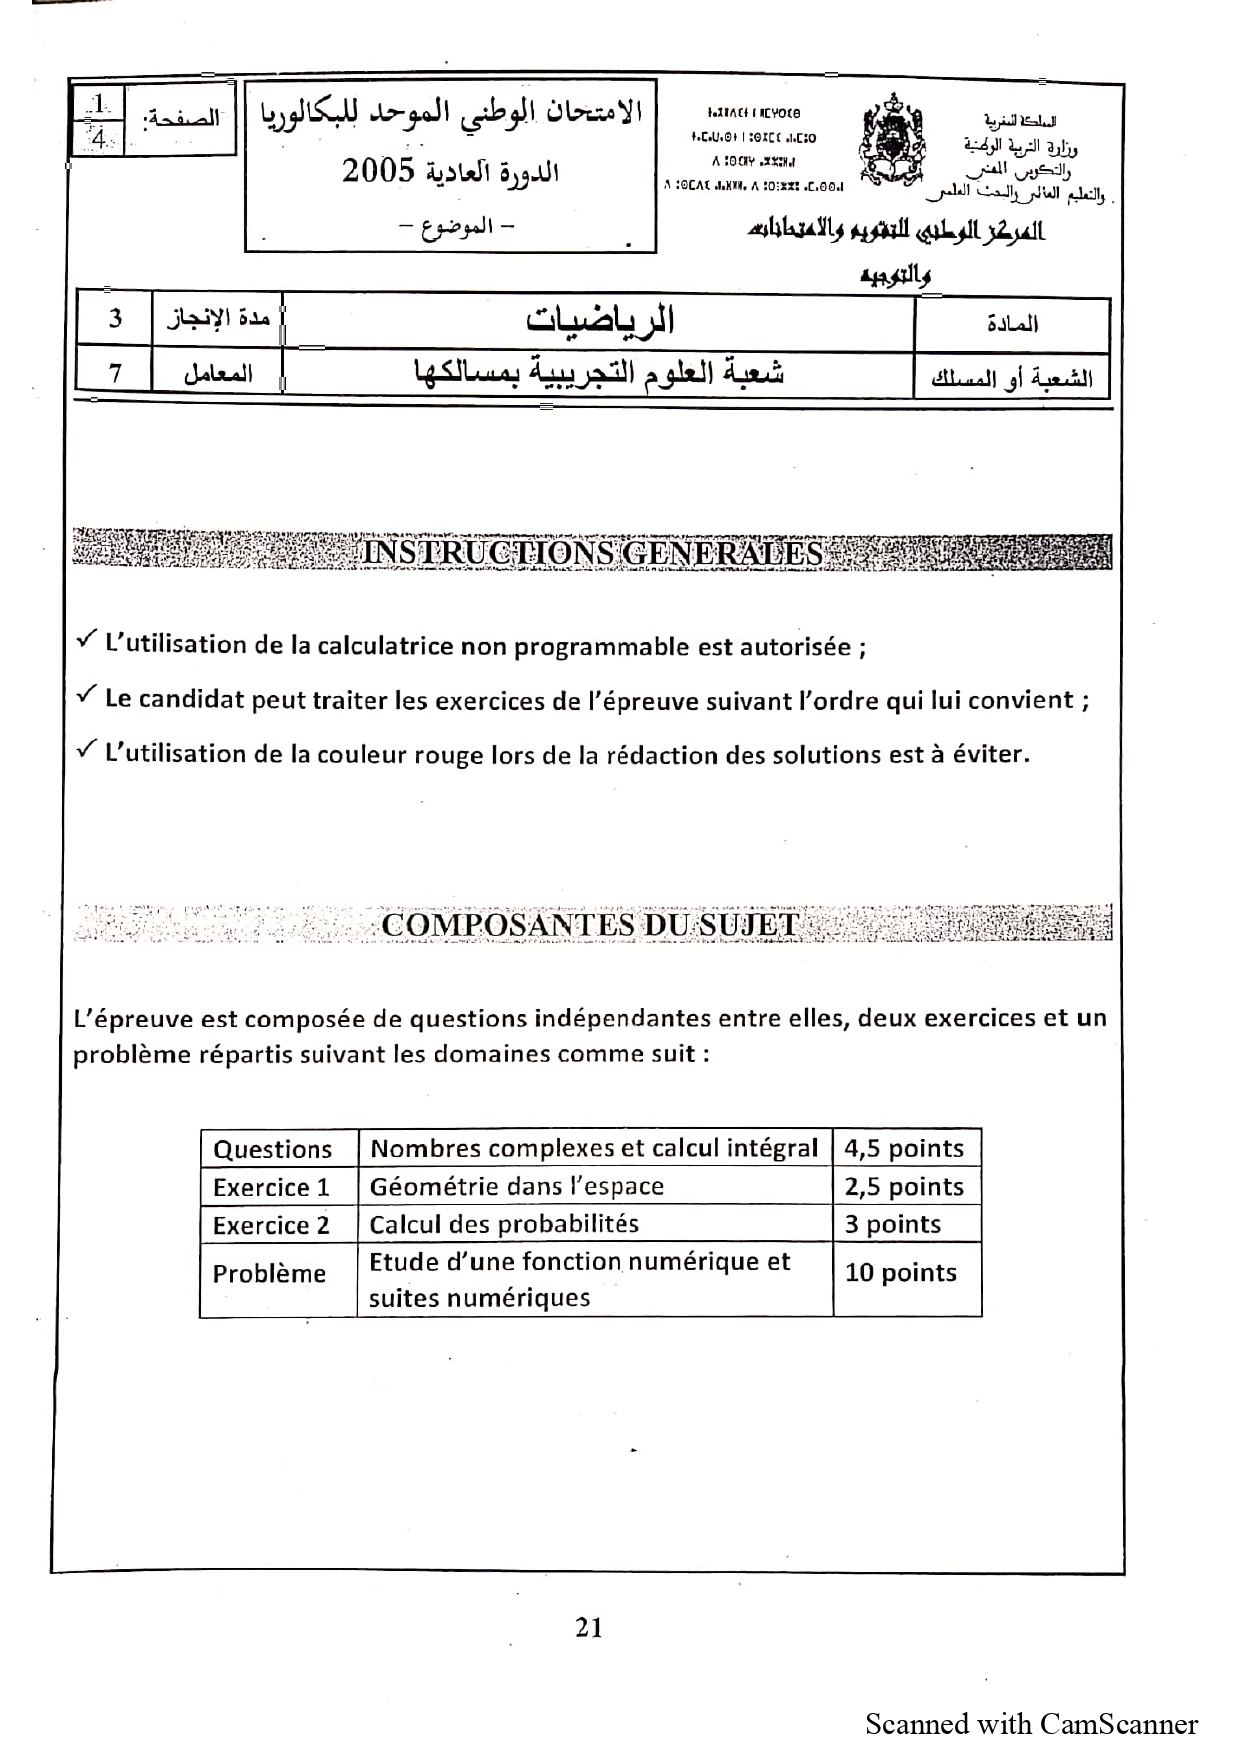 1
4
الصفحة:
الامتحان الوطني الموحد للبكالوريا
الدورة العادية 2005
– الموضوع –
ⵜⴰⴳⵍⴷⵉⵜ ⵏ ⵍⵎⵖⵔⵉⴱ
المملكة المغربية
وزارة التربية الوطنية
والتكوين المهني
والتعليم العالي والبحث العلمي
المركز الوطني للتقويم والامتحانات
والتوجيه
المادة
الرياضيات
مدة الإنجاز
3
الشعبة أو المسلك
شعبة العلوم التجريبية بمسالكها
المعامل
7
INSTRUCTIONS GENERALES
✓ L'utilisation de la calculatrice non programmable est autorisée ;
✓ Le candidat peut traiter les exercices de l'épreuve suivant l'ordre qui lui convient ;
✓ L'utilisation de la couleur rouge lors de la rédaction des solutions est à éviter.
COMPOSANTES DU SUJET
L'épreuve est composée de questions indépendantes entre elles, deux exercices et un
problème répartis suivant les domaines comme suit :
Questions Nombres complexes et calcul intégral 4,5 points
Exercice 1 Géométrie dans l'espace 2,5 points
Exercice 2 Calcul des probabilités 3 points
Problème Etude d'une fonction numérique et
suites numériques 10 points
21
Scanned with CamScanner